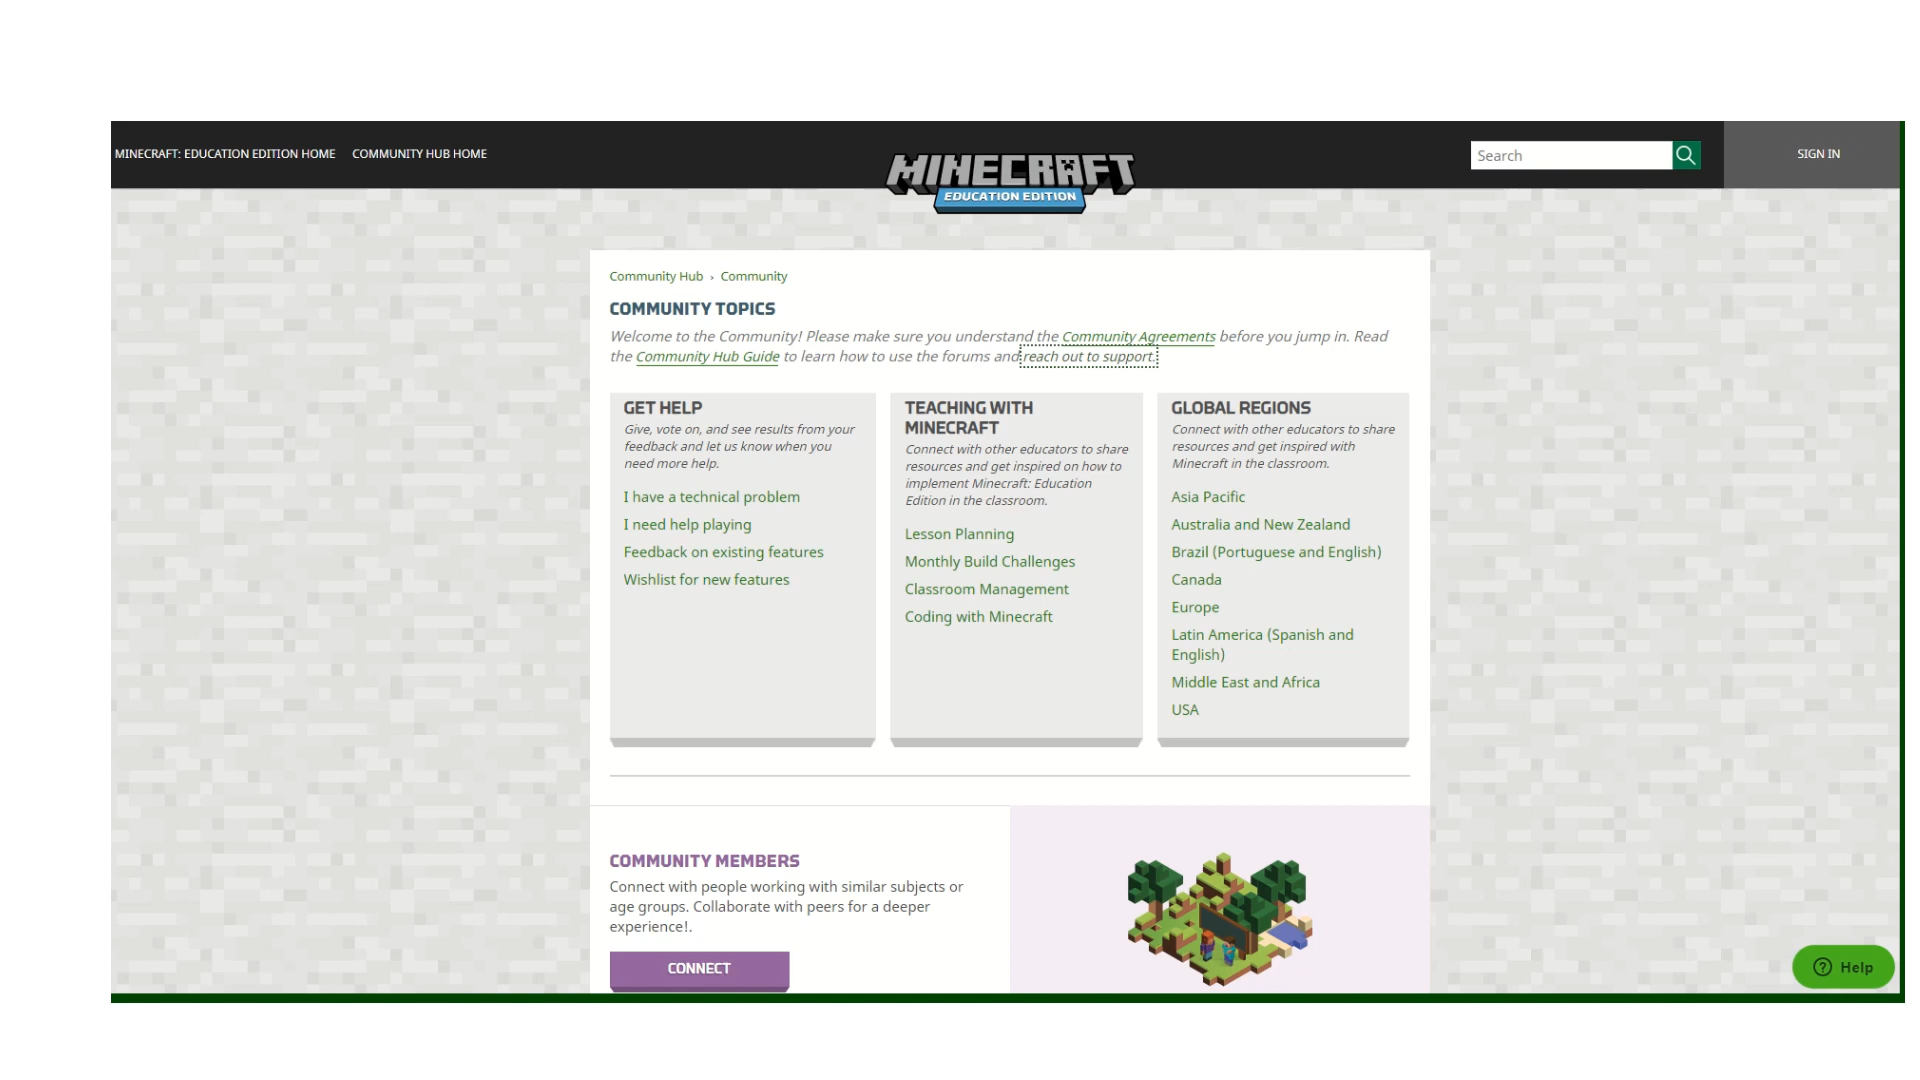 MINECRAFT: EDUCATION EDITION HOME
COMMUNITY HUB HOME
MINECRAFT
EDUCATION EDITION
Search
SIGN IN
Community Hub › Community
COMMUNITY TOPICS
Welcome to the Community! Please make sure you understand the Community Agreements before you jump in. Read
the Community Hub Guide to learn how to use the forums and reach out to support.
GET HELP
Give, vote on, and see results from your
feedback and let us know when you
need more help.
I have a technical problem
I need help playing
Feedback on existing features
Wishlist for new features
TEACHING WITH
MINECRAFT
Connect with other educators to share
resources and get inspired on how to
implement Minecraft: Education
Edition in the classroom.
Lesson Planning
Monthly Build Challenges
Classroom Management
Coding with Minecraft
GLOBAL REGIONS
Connect with other educators to share
resources and get inspired with
Minecraft in the classroom.
Asia Pacific
Australia and New Zealand
Brazil (Portuguese and English)
Canada
Europe
Latin America (Spanish and
English)
Middle East and Africa
USA
COMMUNITY MEMBERS
Connect with people working with similar subjects or
age groups. Collaborate with peers for a deeper
experience!.
CONNECT
Help